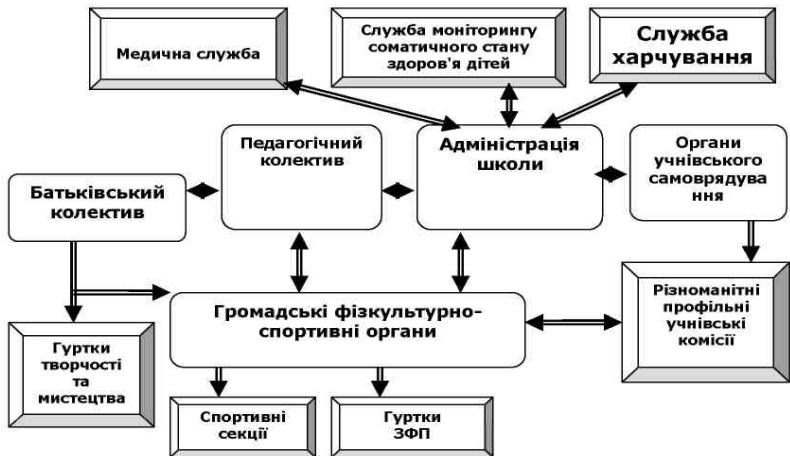 Медична служба
Служба моніторингу
соматичного стану
здоров'я дітей
Служба
харчування
Педагогічний
колектив
Адміністрація
школи
Органи
учнівського
самоврядува
ння
Батьківський
колектив
Громадські фізкультурно-
спортивні органи
Різноманітні
профільні
учнівські
комісії
Гуртки
творчості
та
мистецтва
Спортивні
секції
Гуртки
ЗФП